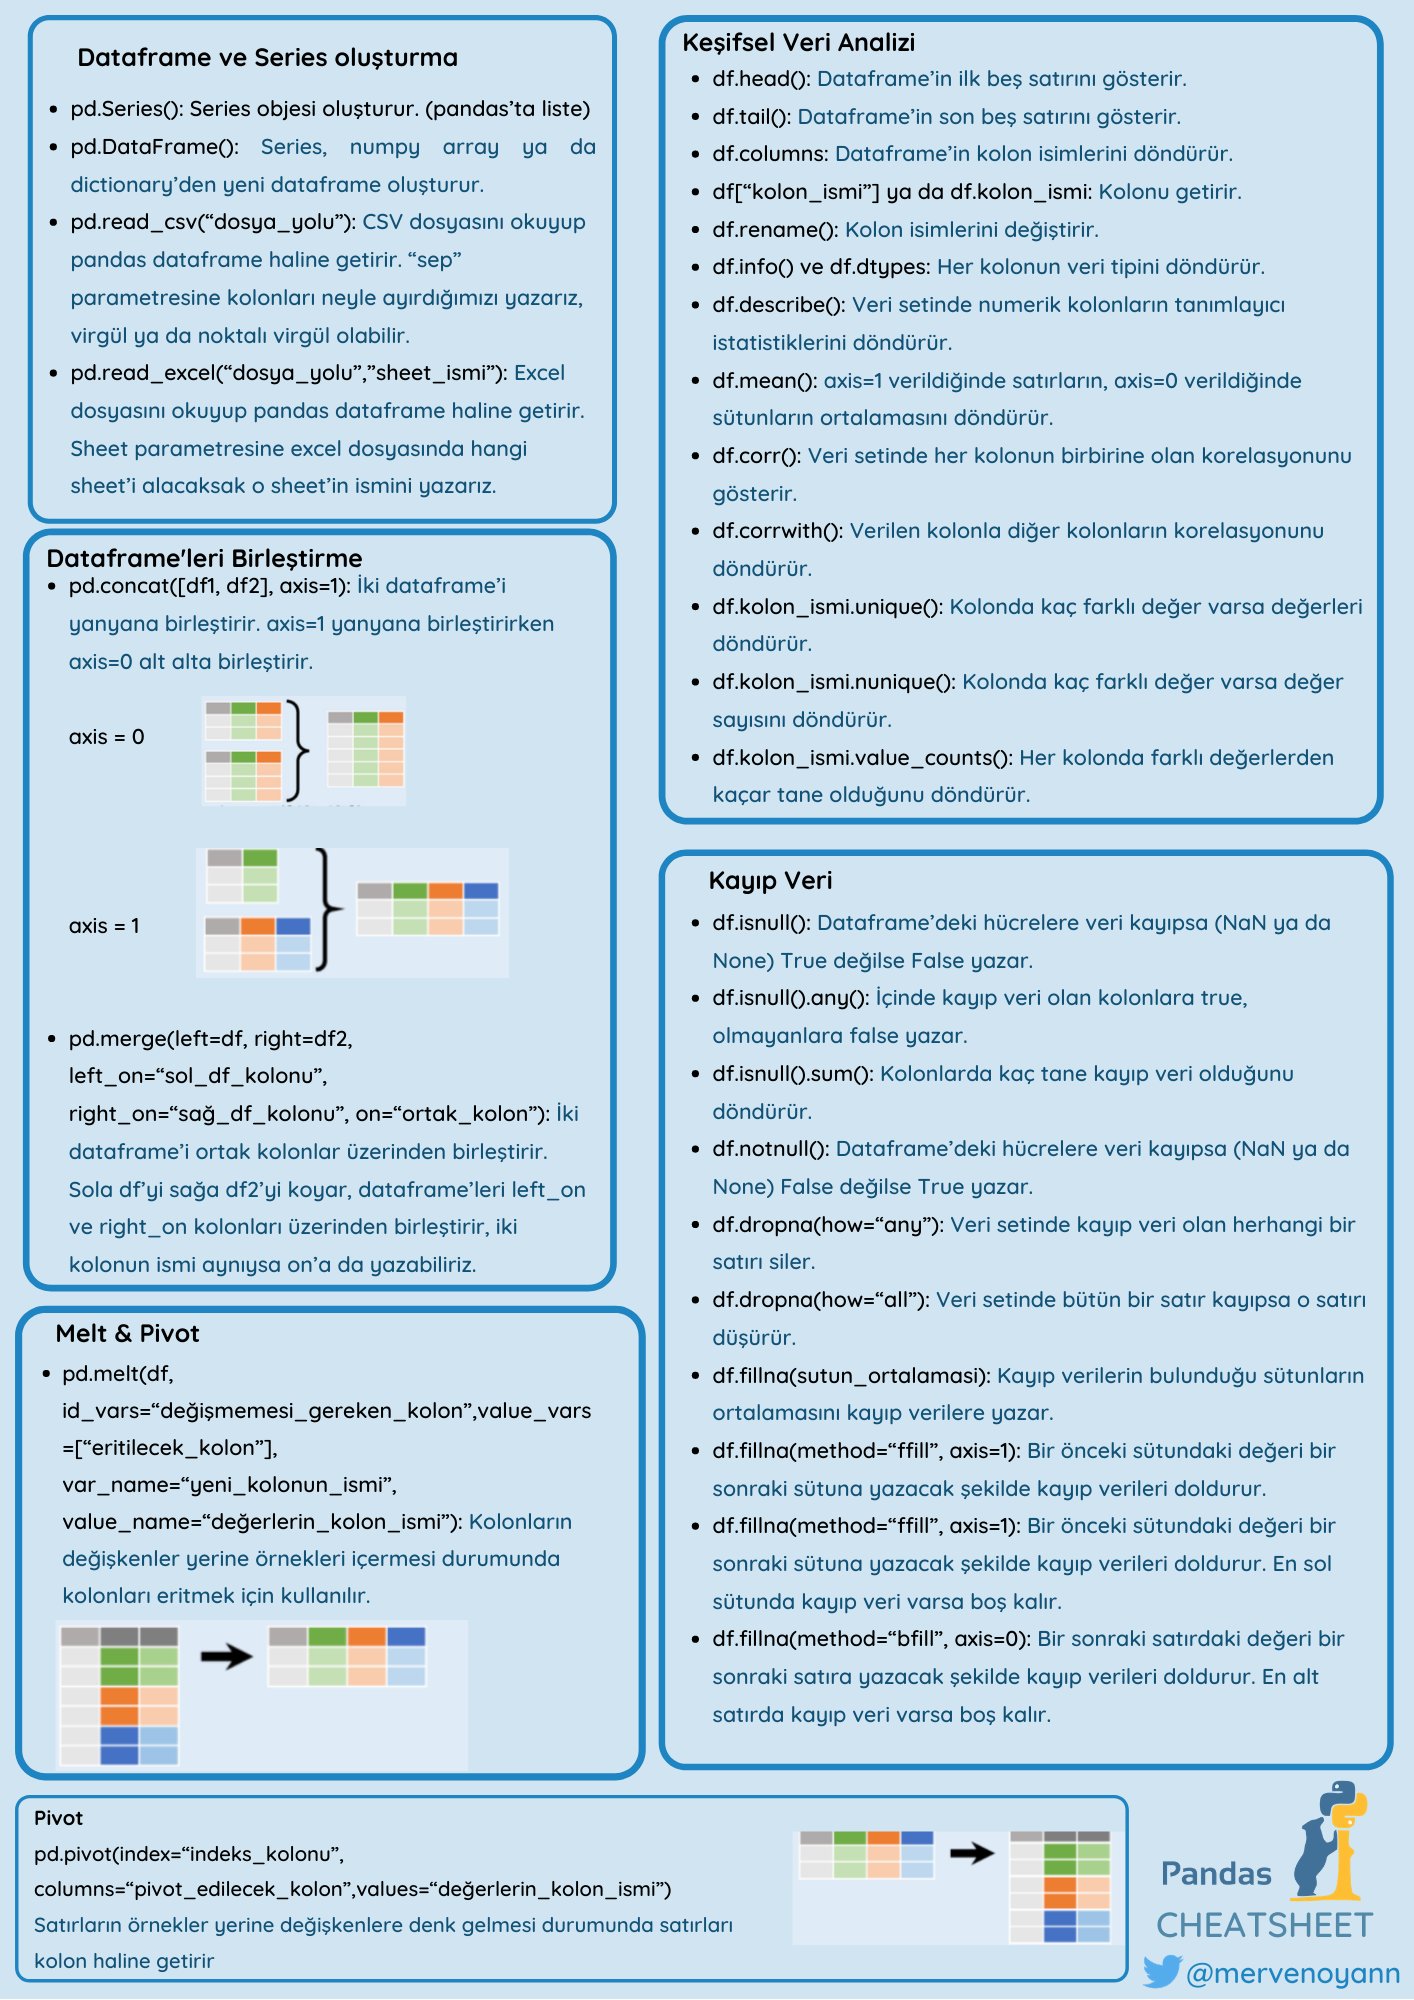 Dataframe ve Series oluşturma
pd.Series(): Series objesi oluşturur. (pandas’ta liste)
pd.DataFrame(): Series, numpy array ya da
dictionary’den yeni dataframe oluşturur.
pd.read_csv(“dosya_yolu”): CSV dosyasını okuyup
pandas dataframe haline getirir. “sep”
parametresine kolonları neyle ayırdığımızı yazarız,
virgül ya da noktalı virgül olabilir.
pd.read_excel(“dosya_yolu”,”sheet_ismi”): Excel
dosyasını okuyup pandas dataframe haline getirir.
Sheet parametresine excel dosyasında hangi
sheet’i alacaksak o sheet’in ismini yazarız.
Dataframe'leri Birleştirme
pd.concat([df1, df2], axis=1): İki dataframe’i
yanyana birleştirir. axis=1 yanyana birleştirirken
axis=0 alt alta birleştirir.
axis = 0
axis = 1
pd.merge(left=df, right=df2,
left_on=“sol_df_kolonu”,
right_on=“sağ_df_kolonu”, on=“ortak_kolon”): İki
dataframe’i ortak kolonlar üzerinden birleştirir.
Sola df’yi sağa df2’yi koyar, dataframe’leri left_on
ve right_on kolonları üzerinden birleştirir, iki
kolonun ismi aynıysa on’a da yazabiliriz.
Melt & Pivot
pd.melt(df,
id_vars=“değişmemesi_gereken_kolon”,value_vars
=[“eritilecek_kolon”],
var_name=“yeni_kolonun_ismi”,
value_name=“değerlerin_kolon_ismi”): Kolonların
değişkenler yerine örnekleri içermesi durumunda
kolonları eritmek için kullanılır.
Keşifsel Veri Analizi
df.head(): Dataframe’in ilk beş satırını gösterir.
df.tail(): Dataframe’in son beş satırını gösterir.
df.columns: Dataframe’in kolon isimlerini döndürür.
df[“kolon_ismi”] ya da df.kolon_ismi: Kolonu getirir.
df.rename(): Kolon isimlerini değiştirir.
df.info() ve df.dtypes: Her kolonun veri tipini döndürür.
df.describe(): Veri setinde numerik kolonların tanımlayıcı
istatistiklerini döndürür.
df.mean(): axis=1 verildiğinde satırların, axis=0 verildiğinde
sütunların ortalamasını döndürür.
df.corr(): Veri setinde her kolonun birbirine olan korelasyonunu
gösterir.
df.corrwith(): Verilen kolonla diğer kolonların korelasyonunu
döndürür.
df.kolon_ismi.unique(): Kolonda kaç farklı değer varsa değerleri
döndürür.
df.kolon_ismi.nunique(): Kolonda kaç farklı değer varsa değer
sayısını döndürür.
df.kolon_ismi.value_counts(): Her kolonda farklı değerlerden
kaçar tane olduğunu döndürür.
Kayıp Veri
df.isnull(): Dataframe’deki hücrelere veri kayıpsa (NaN ya da
None) True değilse False yazar.
df.isnull().any(): İçinde kayıp veri olan kolonlara true,
olmayanlara false yazar.
df.isnull().sum(): Kolonlarda kaç tane kayıp veri olduğunu
döndürür.
df.notnull(): Dataframe’deki hücrelere veri kayıpsa (NaN ya da
None) False değilse True yazar.
df.dropna(how=“any”): Veri setinde kayıp veri olan herhangi bir
satırı siler.
df.dropna(how=“all”): Veri setinde bütün bir satır kayıpsa o satırı
düşürür.
df.fillna(sutun_ortalamasi): Kayıp verilerin bulunduğu sütunların
ortalamasını kayıp verilere yazar.
df.fillna(method=“ffill”, axis=1): Bir önceki sütundaki değeri bir
sonraki sütuna yazacak şekilde kayıp verileri doldurur.
df.fillna(method=“ffill”, axis=1): Bir önceki sütundaki değeri bir
sonraki sütuna yazacak şekilde kayıp verileri doldurur. En sol
sütunda kayıp veri varsa boş kalır.
df.fillna(method=“bfill”, axis=0): Bir sonraki satırdaki değeri bir
sonraki satıra yazacak şekilde kayıp verileri doldurur. En alt
satırda kayıp veri varsa boş kalır.
Pivot
pd.pivot(index=“indeks_kolonu”,
columns=“pivot_edilecek_kolon”,values=“değerlerin_kolon_ismi”)
Satırların örnekler yerine değişkenlere denk gelmesi durumunda satırları
kolon haline getirir
Pandas
CHEATSHEET
@mervenoyann